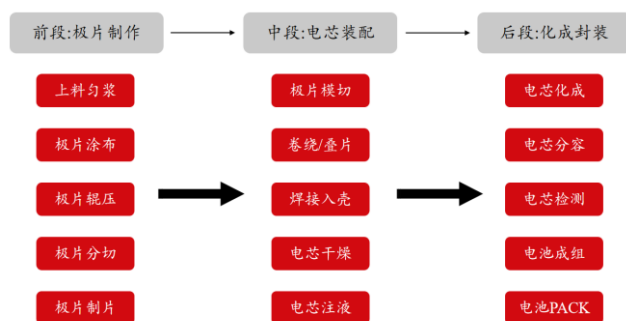 前段:极片制作
中段:电芯装配
后段:化成封装
上料匀浆
极片模切
电芯化成
极片涂布
卷绕/叠片
电芯分容
极片辊压
焊接入壳
电芯检测
极片分切
电芯干燥
电池成组
极片制片
电芯注液
电池PACK